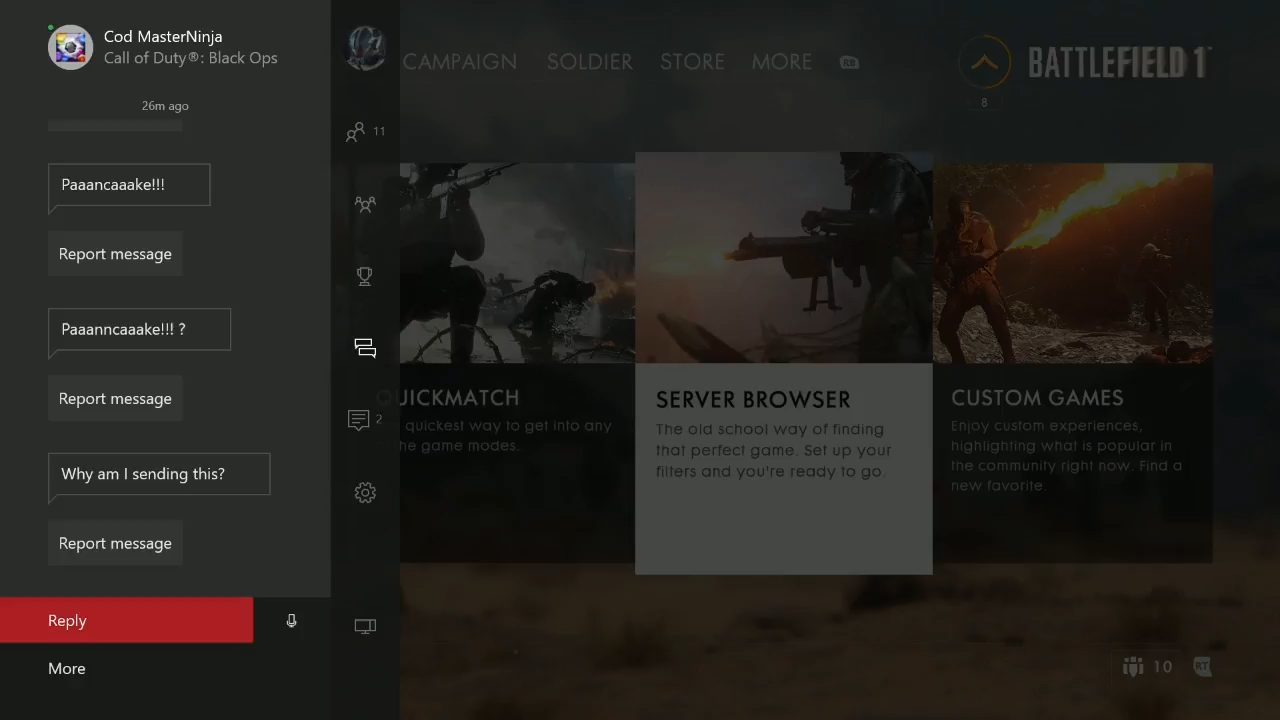 Cod MasterNinja
Call of Duty®: Black Ops
26m ago
Paaancaaake!!!
Report message
Paaanncaaake!!! ?
Report message
Why am I sending this?
Report message
Reply
More
11
2
CAMPAIGN SOLDIER STORE MORE RB
8
BATTLEFIELD 1
QUICKMATCH
quickest way to get into any
the game modes.
SERVER BROWSER
The old school way of finding
that perfect game. Set up your
filters and you're ready to go.
CUSTOM GAMES
Enjoy custom experiences,
highlighting what is popular in
the community right now. Find a
new favorite.
10 RT